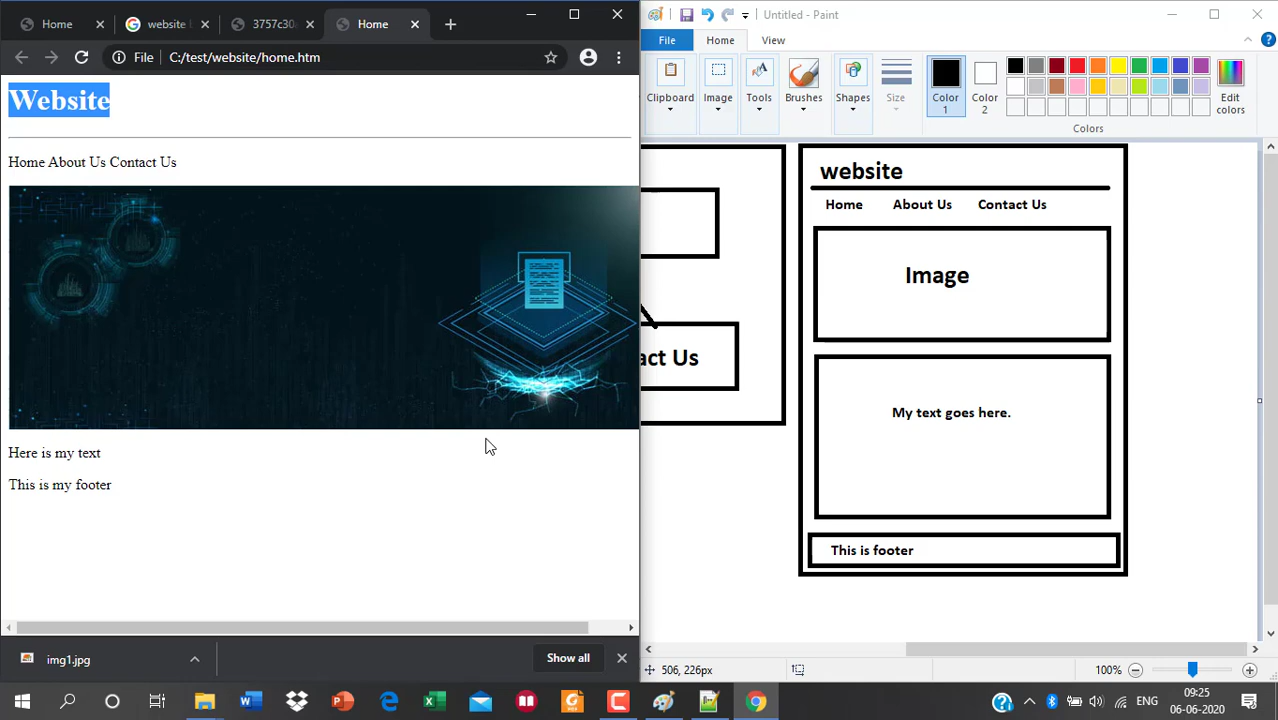 Home
website
3757c30
Home
File C:/test/website/home.htm
Website
Home About Us Contact Us
Here is my text
This is my footer
img1.jpg
Show all
Untitled - Paint
File Home View
Clipboard Image Tools Brushes Shapes Size Color 1 Color 2 Edit colors
Colors
act Us
website
Home About Us Contact Us
Image
My text goes here.
This is footer
506, 226px
100%
ENG
09:25
06-06-2020